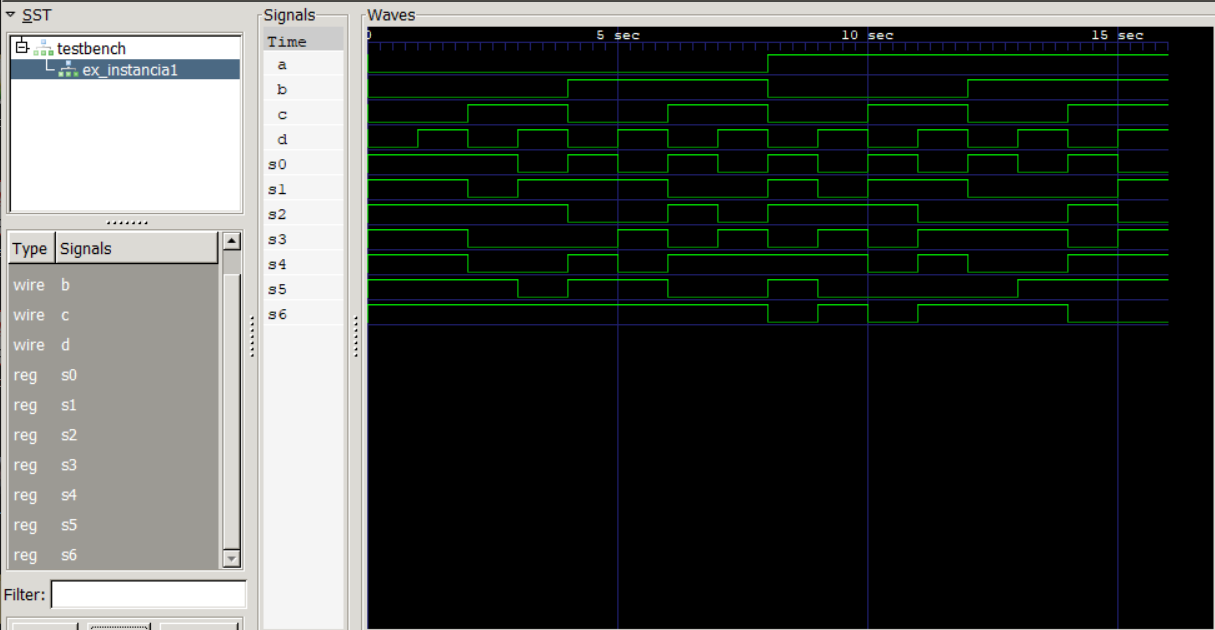 SST
testbench
ex_instancia1
Type Signals
wire b
wire c
wire d
reg s0
reg s1
reg s2
reg s3
reg s4
reg s5
reg s6
Filter:
Signals
Time
a
b
c
d
s0
s1
s2
s3
s4
s5
s6
Waves
0 5 sec 10 sec 15 sec